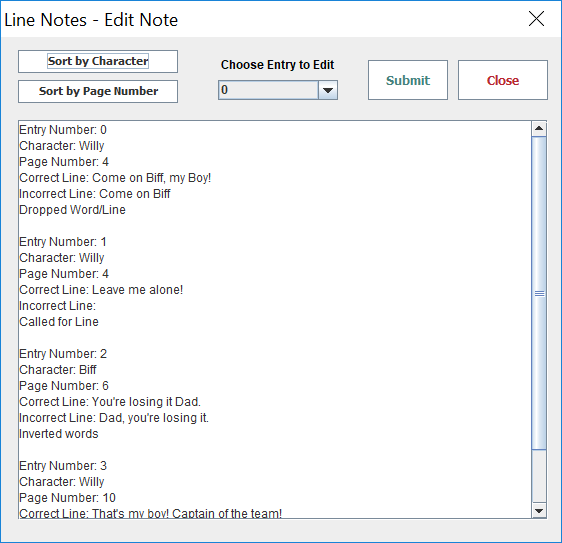 Line Notes - Edit Note
Sort by Character
Sort by Page Number
Choose Entry to Edit
0
Submit
Close
Entry Number: 0
Character: Willy
Page Number: 4
Correct Line: Come on Biff, my Boy!
Incorrect Line: Come on Biff
Dropped Word/Line
Entry Number: 1
Character: Willy
Page Number: 4
Correct Line: Leave me alone!
Incorrect Line:
Called for Line
Entry Number: 2
Character: Biff
Page Number: 6
Correct Line: You're losing it Dad.
Incorrect Line: Dad, you're losing it.
Inverted words
Entry Number: 3
Character: Willy
Page Number: 10
Correct Line: That's my boy! Captain of the team!